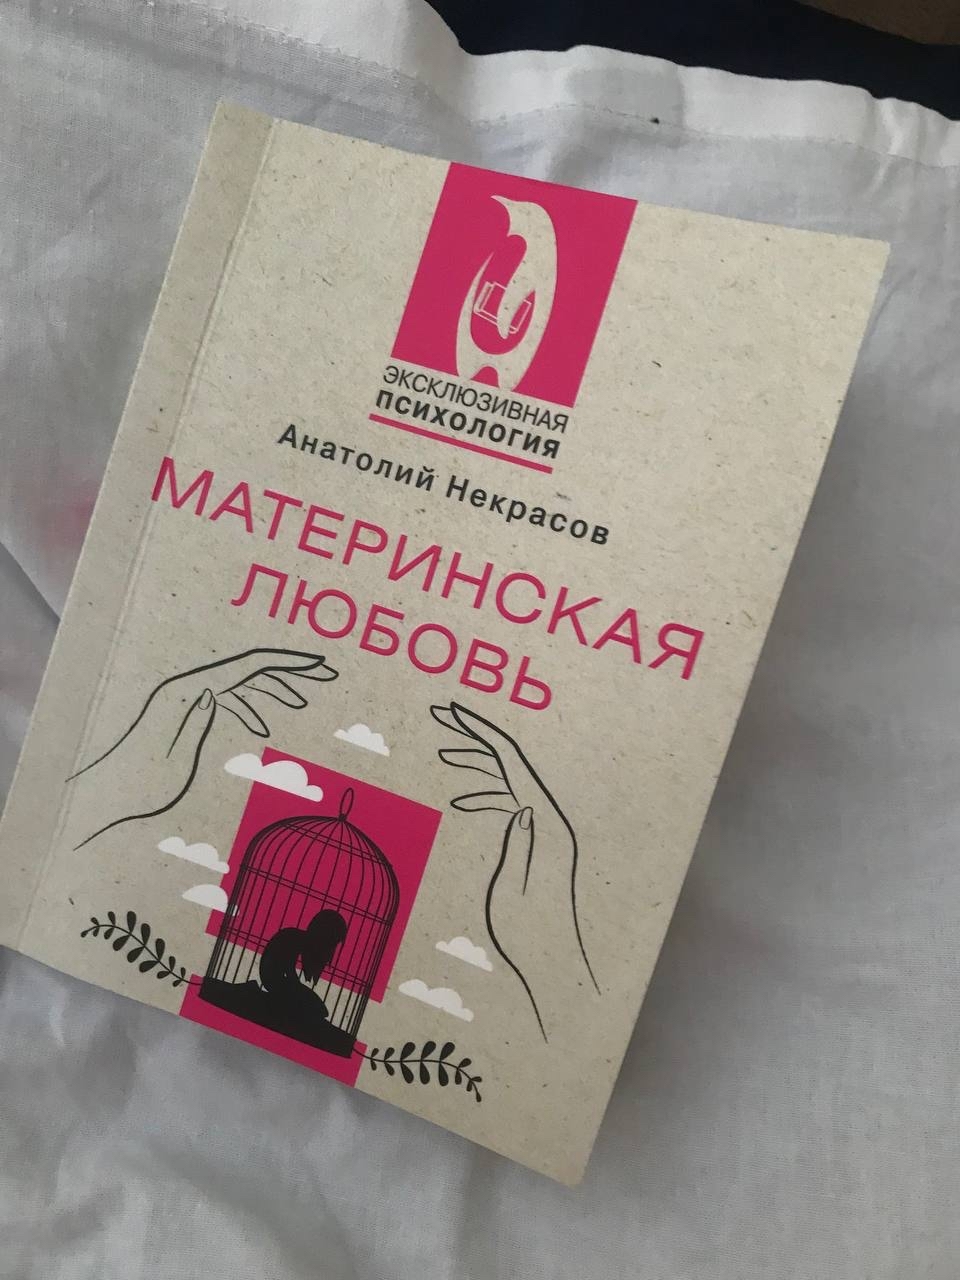 ЭКСКЛЮЗИВНАЯ
ПСИХОЛОГИЯ
Анатолий Некрасов
МАТЕРИНСКАЯ
ЛЮБОВЬ